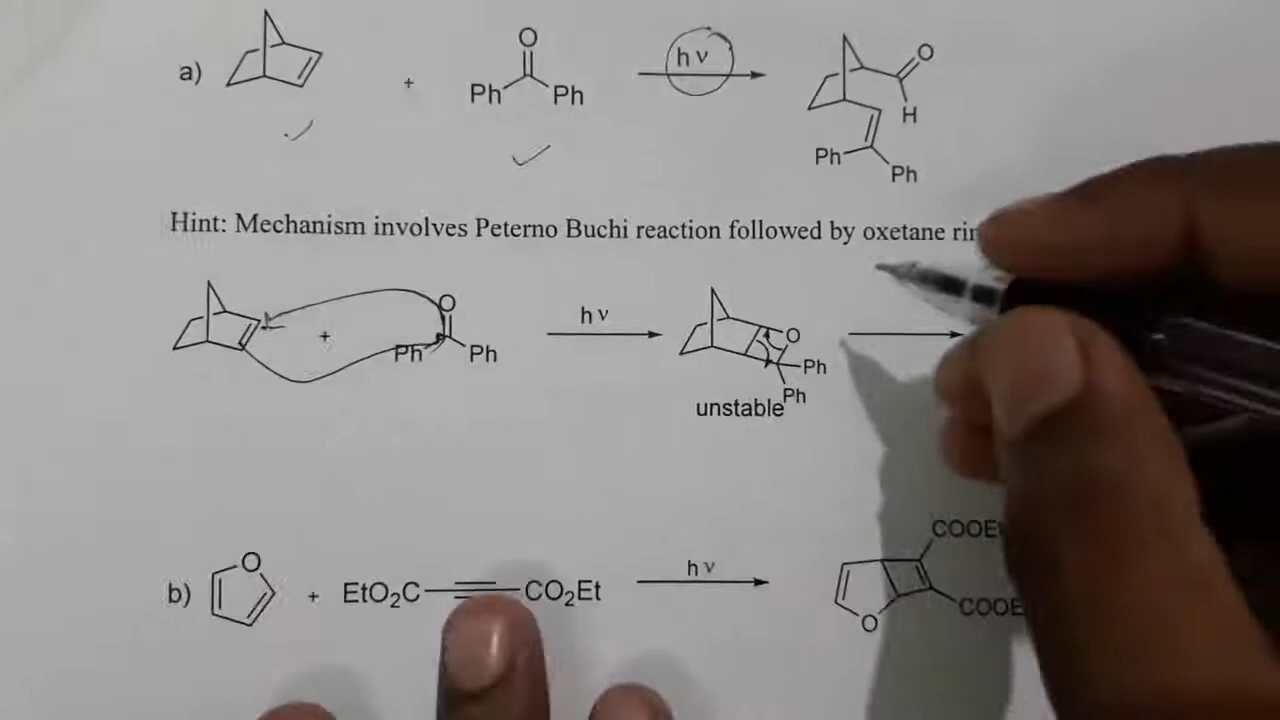 a) + O Ph Ph hν O H Ph Ph
Hint: Mechanism involves Peterno Buchi reaction followed by oxetane
+ O Ph Ph hν O Ph Ph
unstable
b) O + EtO₂C CO₂Et hν O COOE COOE